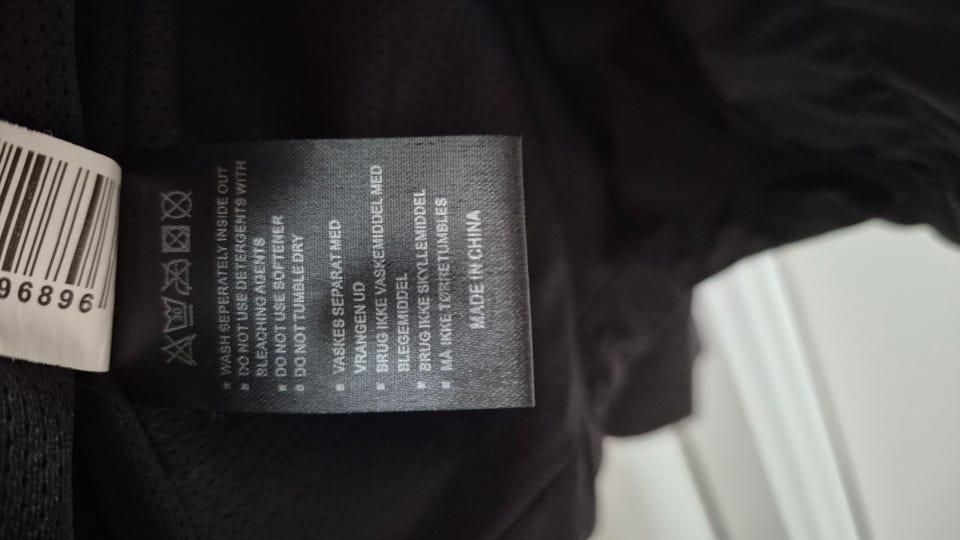 96896
30
▪ WASH SEPERATELY INSIDE OUT
▪ DO NOT USE DETERGENTS WITH
BLEACHING AGENTS
▪ DO NOT USE SOFTENER
▪ DO NOT TUMBLE DRY
▪ VASKES SEPARAT MED
VRANGEN UD
▪ BRUG IKKE VASKEMIDDEL MED
BLEGEMIDDEL
▪ BRUG IKKE SKYLLEMIDDEL
▪ MÅ IKKE TØRRETUMBLES
MADE IN CHINA